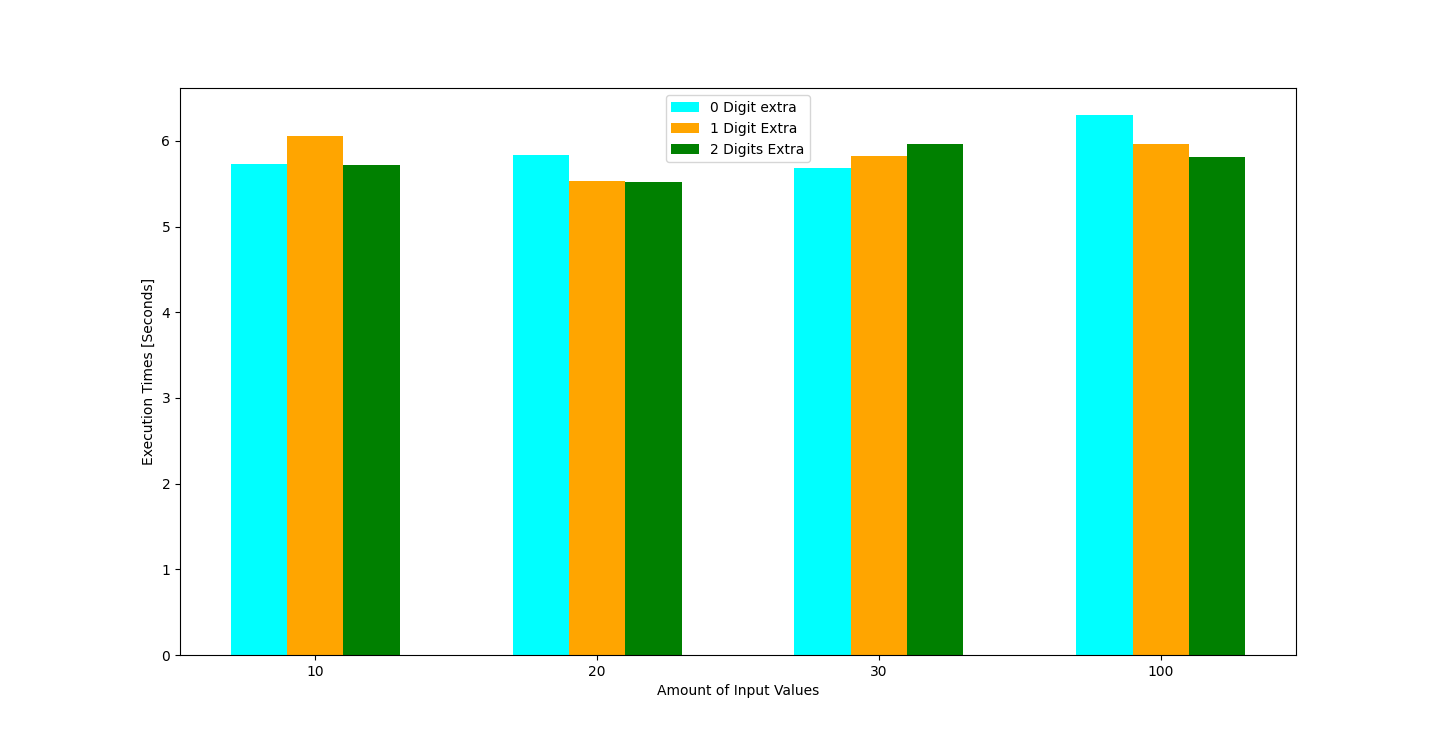 0 Digit extra
1 Digit Extra
2 Digits Extra
6
5
4
3
2
1
0
Execution Times [Seconds]
10 20 30 100
Amount of Input Values